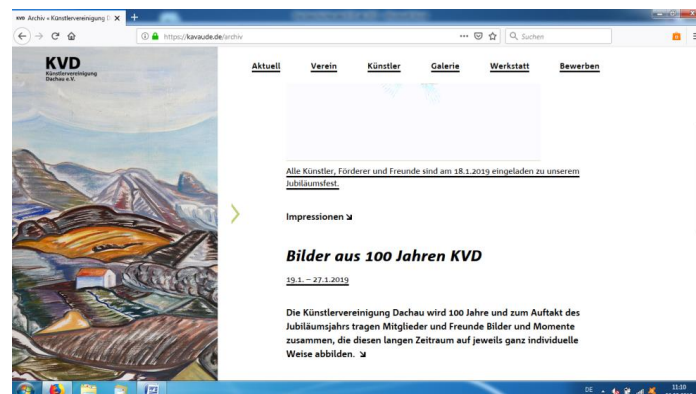 KVD Archiv « Künstlervereinigung D
https://kavaude.de/archiv
Suchen
KVD
Künstlervereinigung
Dachau e.V.
Aktuell Verein Künstler Galerie Werkstatt Bewerben
Alle Künstler, Förderer und Freunde sind am 18.1.2019 eingeladen zu unserem
Jubiläumsfest.
Impressionen ⇲
Bilder aus 100 Jahren KVD
19.1. – 27.1.2019
Die Künstlervereinigung Dachau wird 100 Jahre und zum Auftakt des
Jubiläumsjahrs tragen Mitglieder und Freunde Bilder und Momente
zusammen, die diesen langen Zeitraum auf jeweils ganz individuelle
Weise abbilden. ⇲
DE
11:10